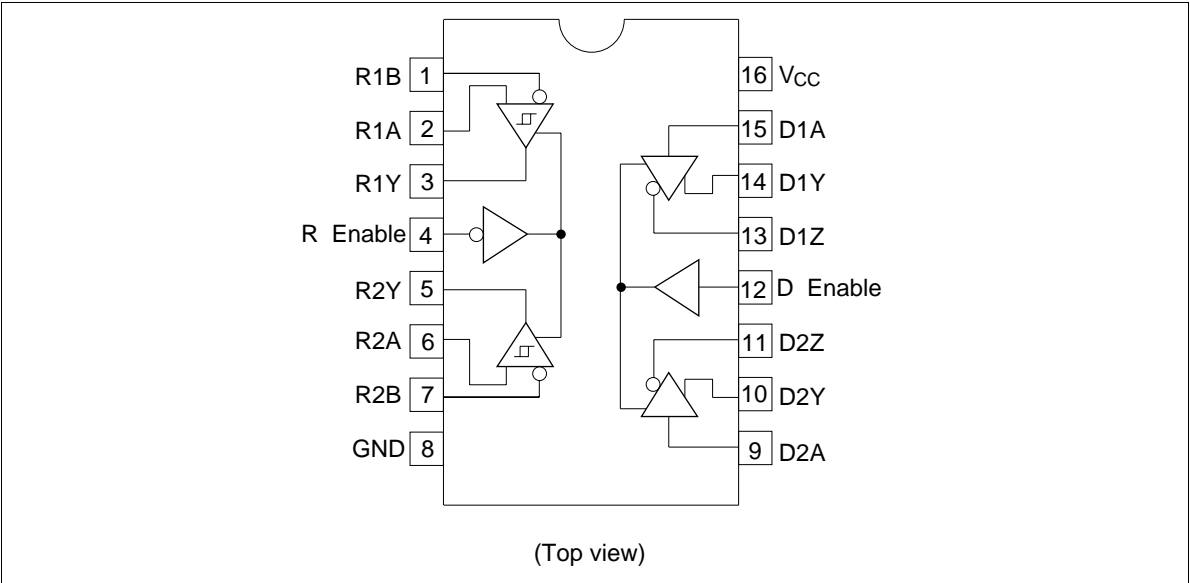 R1B 1
R1A 2
R1Y 3
R Enable 4
R2Y 5
R2A 6
R2B 7
GND 8
16 VCC
15 D1A
14 D1Y
13 D1Z
12 D Enable
11 D2Z
10 D2Y
9 D2A
(Top view)